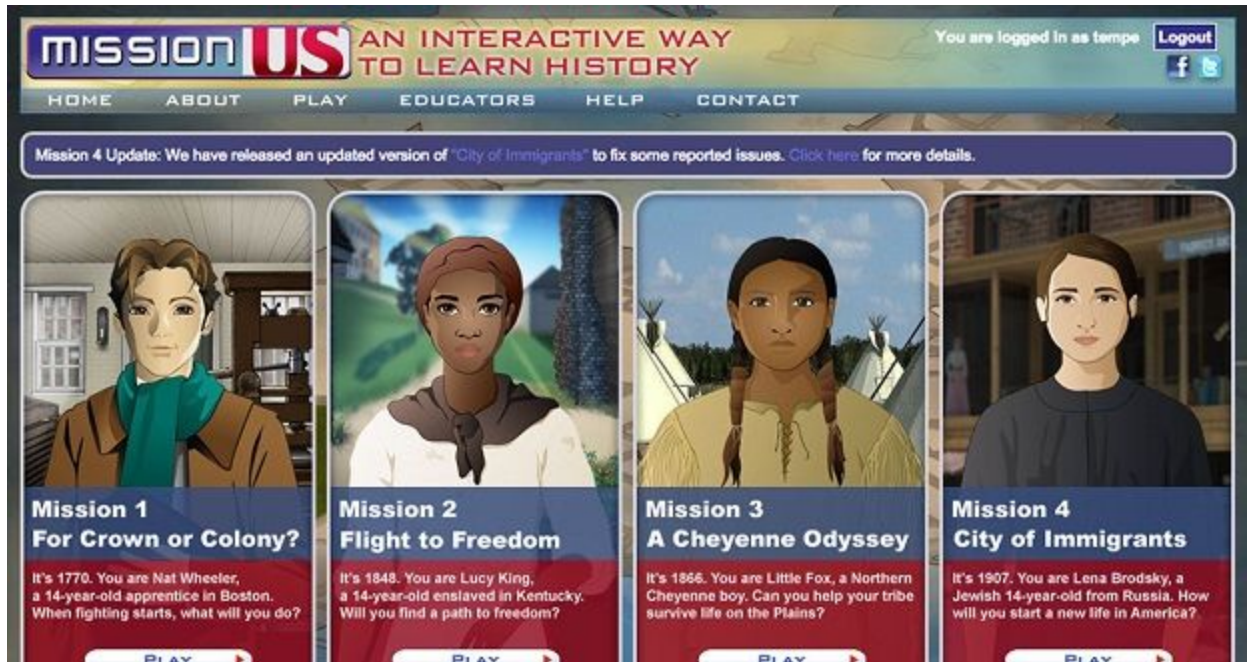 MISSION US
AN INTERACTIVE WAY
TO LEARN HISTORY
You are logged in as tempe
Logout
HOME ABOUT PLAY EDUCATORS HELP CONTACT
Mission 4 Update: We have released an updated version of "City of Immigrants" to fix some reported issues. Click here for more details.
Mission 1
For Crown or Colony?
It's 1770. You are Nat Wheeler,
a 14-year-old apprentice in Boston.
When fighting starts, what will you do?
PLAY
Mission 2
Flight to Freedom
It's 1848. You are Lucy King,
a 14-year-old enslaved in Kentucky.
Will you find a path to freedom?
PLAY
Mission 3
A Cheyenne Odyssey
It's 1866. You are Little Fox, a Northern
Cheyenne boy. Can you help your tribe
survive life on the Plains?
PLAY
Mission 4
City of Immigrants
It's 1907. You are Lena Brodsky, a
Jewish 14-year-old from Russia. How
will you start a new life in America?
PLAY